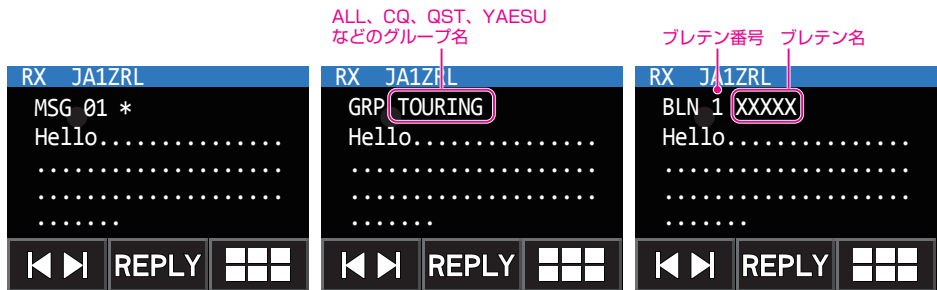 ALL、CQ、QST、YAESU
などのグループ名
ブレテン番号 ブレテン名
RX JA1ZRL
MSG 01 *
Hello...............
....................
....................
.......
REPLY
RX JA1ZRL
GRP TOURING
Hello...............
....................
....................
.......
REPLY
RX JA1ZRL
BLN 1 XXXXX
Hello...............
....................
....................
.......
REPLY